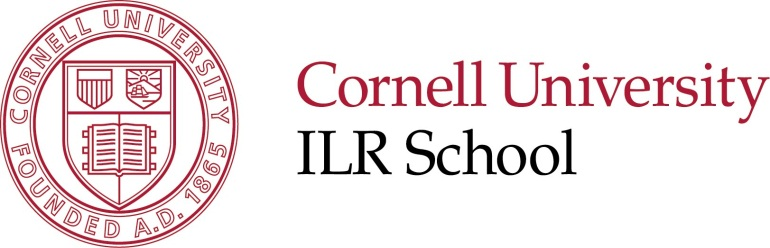 CORNELL UNIVERSITY
FOUNDED A.D. 1865
Cornell University
ILR School